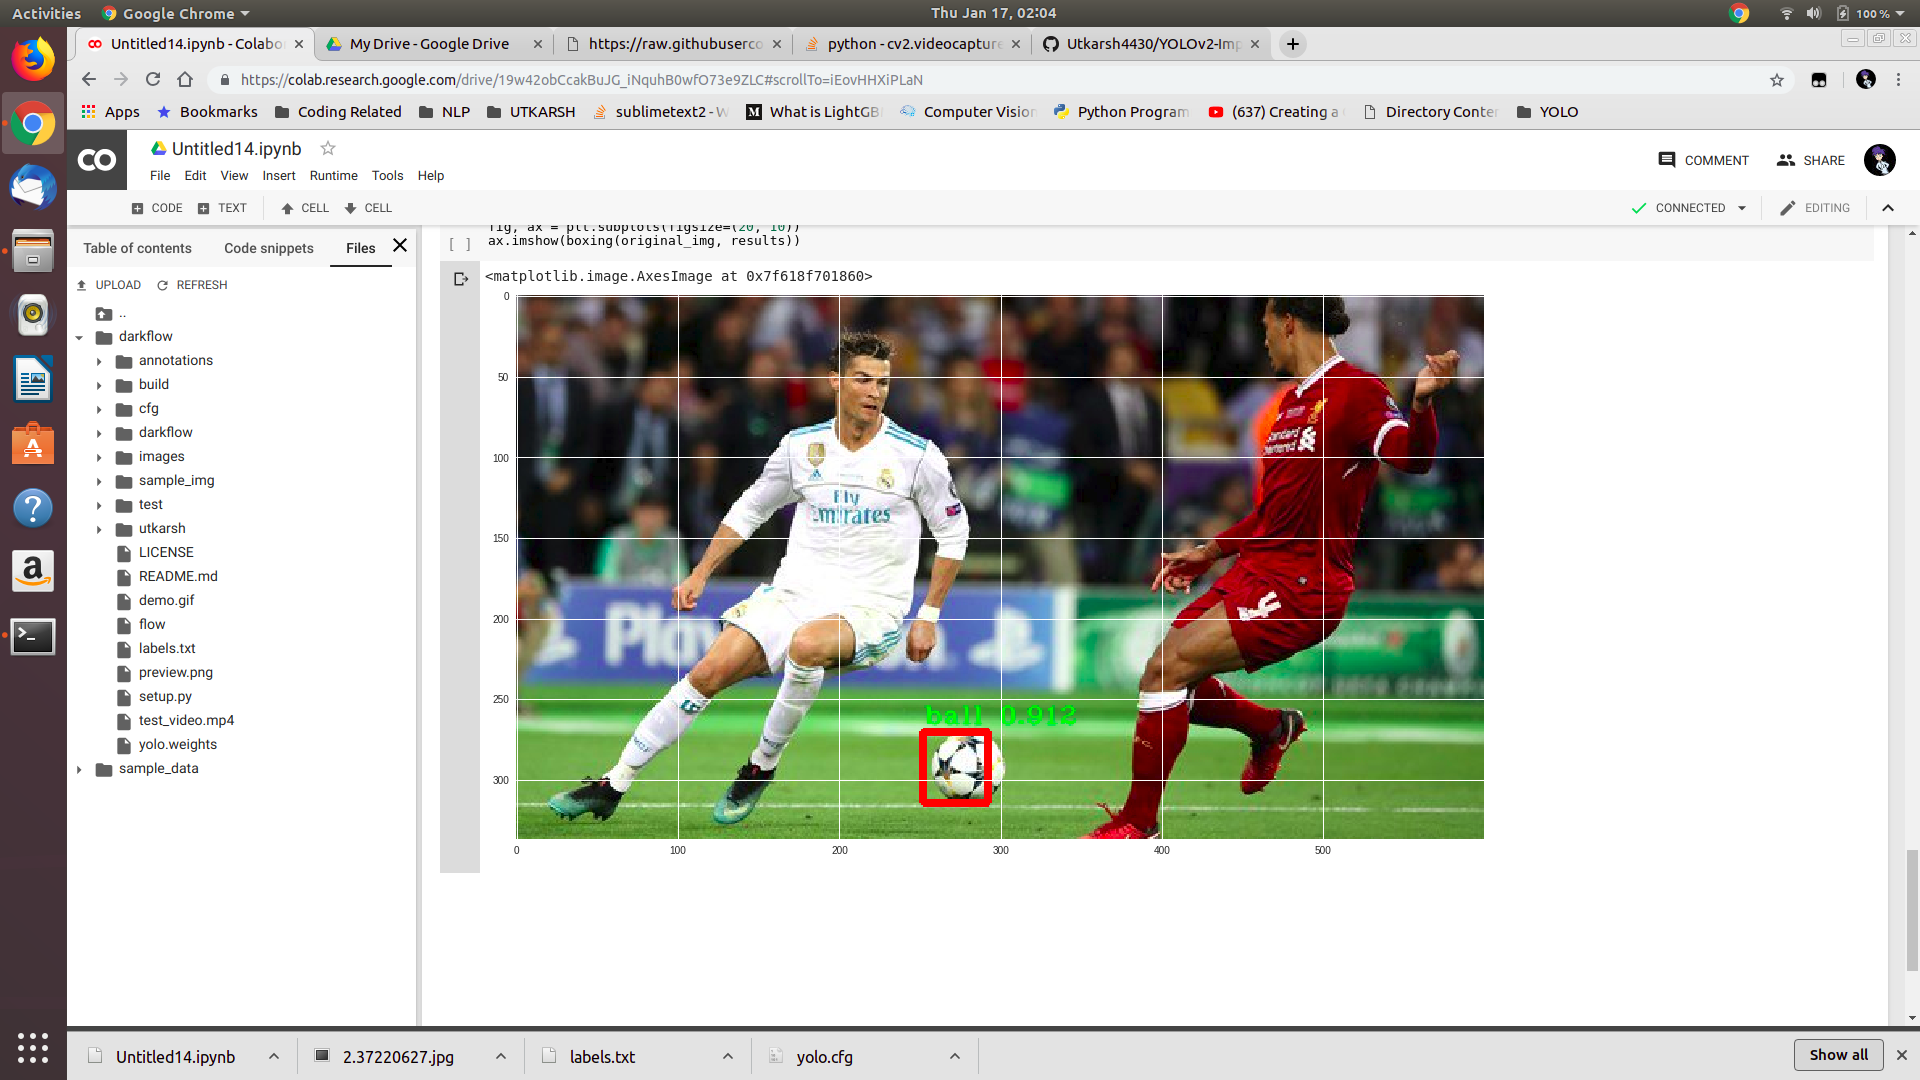 Activities
Google Chrome
Thu Jan 17, 02:04
100 %
Untitled14.ipynb - Colabo
My Drive - Google Drive
https://raw.githubuserco
python - cv2.videocapture
Utkarsh4430/YOLOv2-Imp
https://colab.research.google.com/drive/19w42obCcakBuJG_iNquhB0wfO73e9ZLC#scrollTo=iEovHHXiPLaN
Apps
Bookmarks
Coding Related
NLP
UTKARSH
sublimetext2 - W
What is LightGB
Computer Vision
Python Program
(637) Creating a
Directory Conter
YOLO
CO
Untitled14.ipynb
File Edit View Insert Runtime Tools Help
COMMENT
SHARE
CODE
TEXT
CELL
CELL
CONNECTED
EDITING
Table of contents
Code snippets
Files
UPLOAD
REFRESH
..
darkflow
annotations
build
cfg
darkflow
images
sample_img
test
utkarsh
LICENSE
README.md
demo.gif
flow
labels.txt
preview.png
setup.py
test_video.mp4
yolo.weights
sample_data
fig, ax = plt.subplots(figsize=(20, 10))
[ ]
ax.imshow(boxing(original_img, results))
<matplotlib.image.AxesImage at 0x7f618f701860>
0
50
100
150
200
250
300
0 100 200 300 400 500
Fly
Emirates
Standard
Chartered
4
ball 0.912
Untitled14.ipynb
2.37220627.jpg
labels.txt
yolo.cfg
Show all